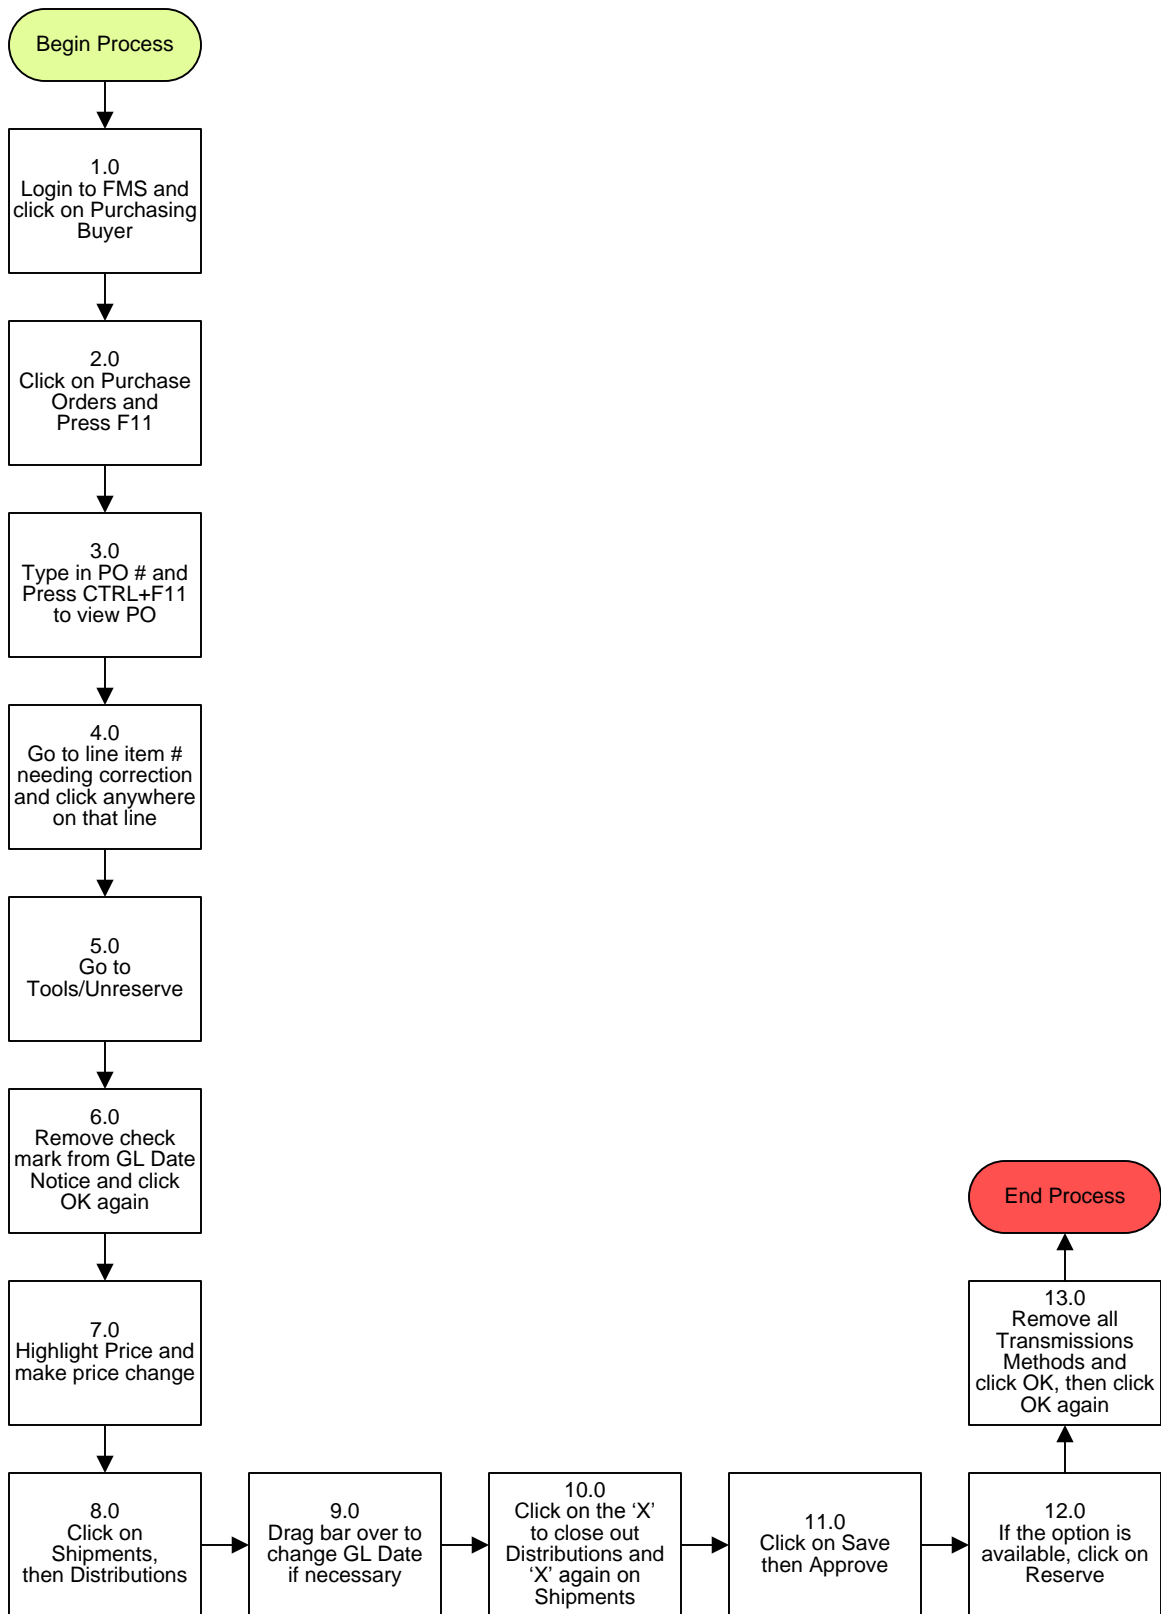 Begin Process
1.0
Login to FMS and
click on Purchasing
Buyer
2.0
Click on Purchase
Orders and
Press F11
3.0
Type in PO # and
Press CTRL+F11
to view PO
4.0
Go to line item #
needing correction
and click anywhere
on that line
5.0
Go to
Tools/Unreserve
6.0
Remove check
mark from GL Date
Notice and click
OK again
7.0
Highlight Price and
make price change
8.0
Click on
Shipments,
then Distributions
9.0
Drag bar over to
change GL Date
if necessary
10.0
Click on the ‘X’
to close out
Distributions and
‘X’ again on
Shipments
11.0
Click on Save
then Approve
12.0
If the option is
available, click on
Reserve
13.0
Remove all
Transmissions
Methods and
click OK, then click
OK again
End Process